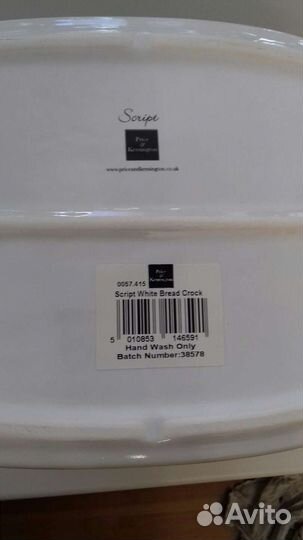 Script
Price
&
Kensington
www.priceandkensington.co.uk
0057.415
Price
&
Kensington
Script White Bread Crock
5 010853 146591
Hand Wash Only
Batch Number:38578
Avito